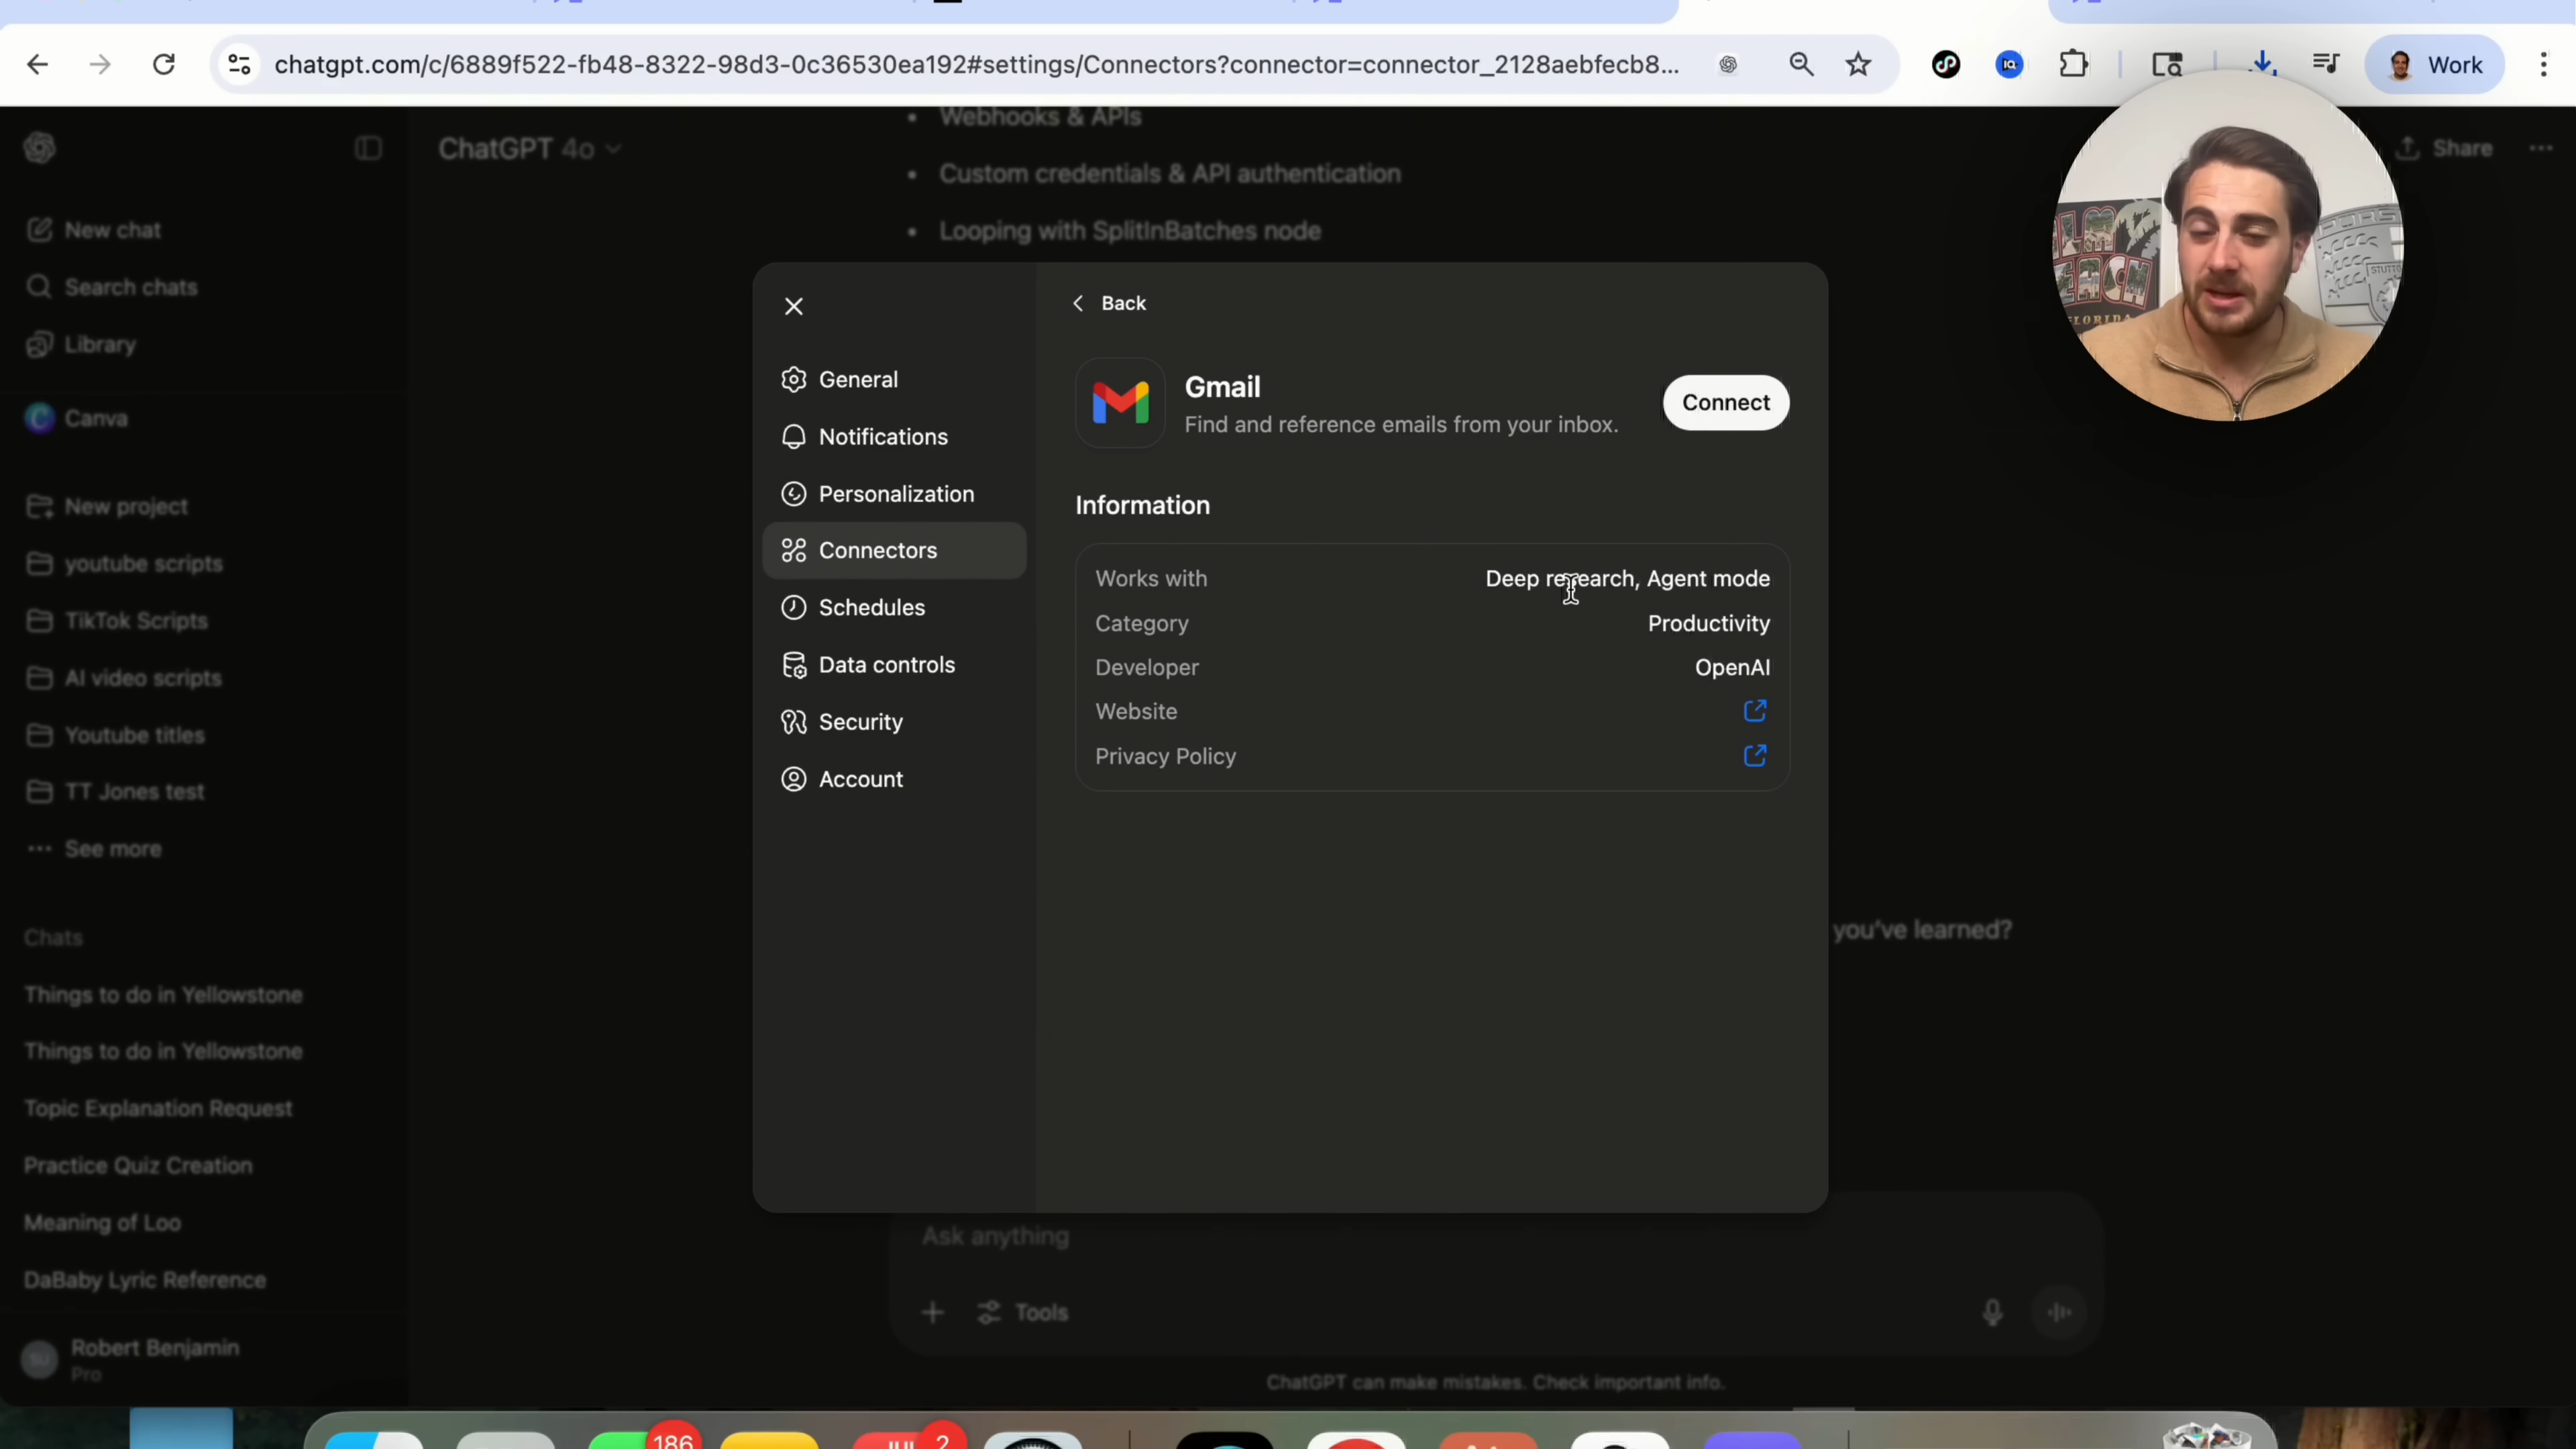 chatgpt.com/c/6889f522-fb48-8322-98d3-0c36530ea192#settings/Connectors?connector=connector_2128aebfecb8...
Work
ChatGPT 4o
Share
New chat
Search chats
Library
Canva
New project
youtube scripts
TikTok Scripts
AI video scripts
Youtube titles
TT Jones test
See more
Chats
Things to do in Yellowstone
Things to do in Yellowstone
Topic Explanation Request
Practice Quiz Creation
Meaning of Loo
DaBaby Lyric Reference
Robert Benjamin
Pro
Webhooks & APIs
Custom credentials & API authentication
Looping with SplitInBatches node
General
Notifications
Personalization
Connectors
Schedules
Data controls
Security
Account
Back
Gmail
Find and reference emails from your inbox.
Connect
Information
Works with Deep research, Agent mode
Category Productivity
Developer OpenAI
Website
Privacy Policy
you've learned?
Ask anything
Tools
ChatGPT can make mistakes. Check important info.
FLORIDA
186
2